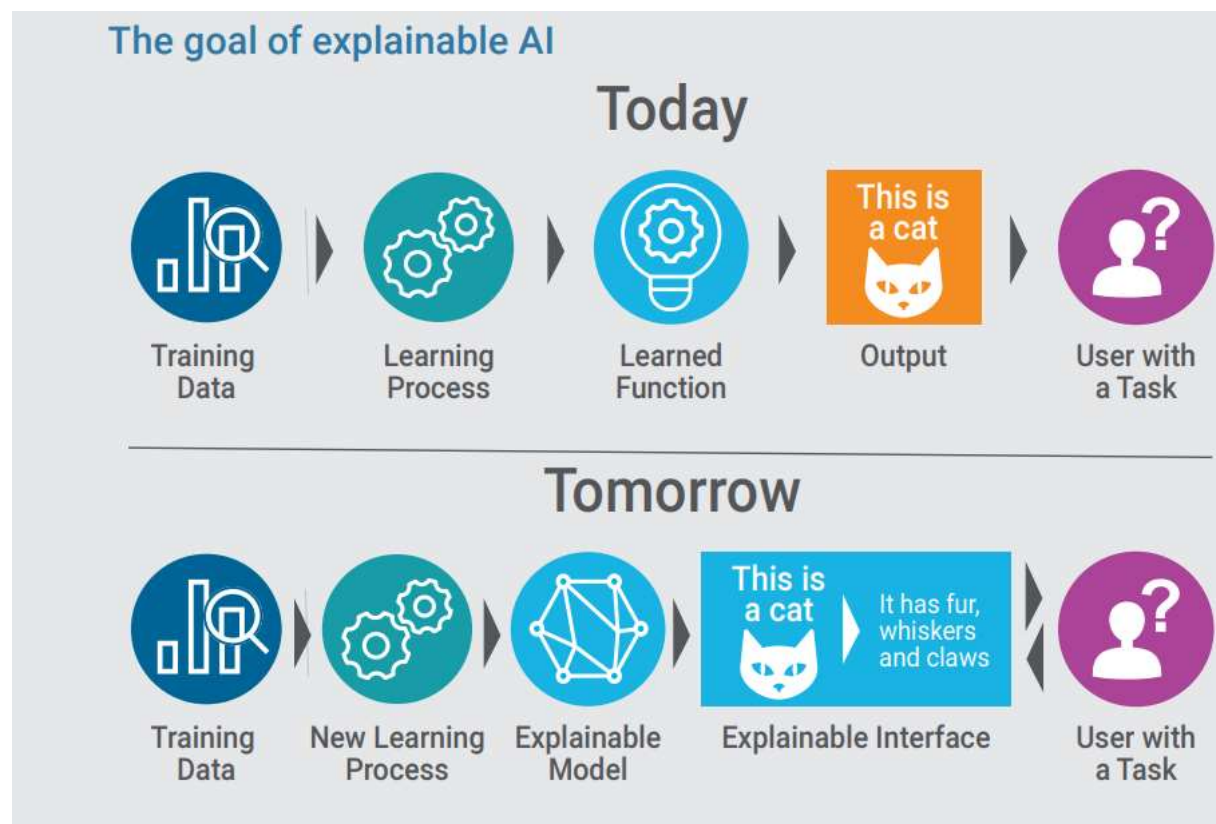 The goal of explainable AI
Today
This is
a cat
?
Training
Data
Learning
Process
Learned
Function
Output
User with
a Task
Tomorrow
This is
a cat
It has fur,
whiskers
and claws
?
Training
Data
New Learning
Process
Explainable
Model
Explainable Interface
User with
a Task